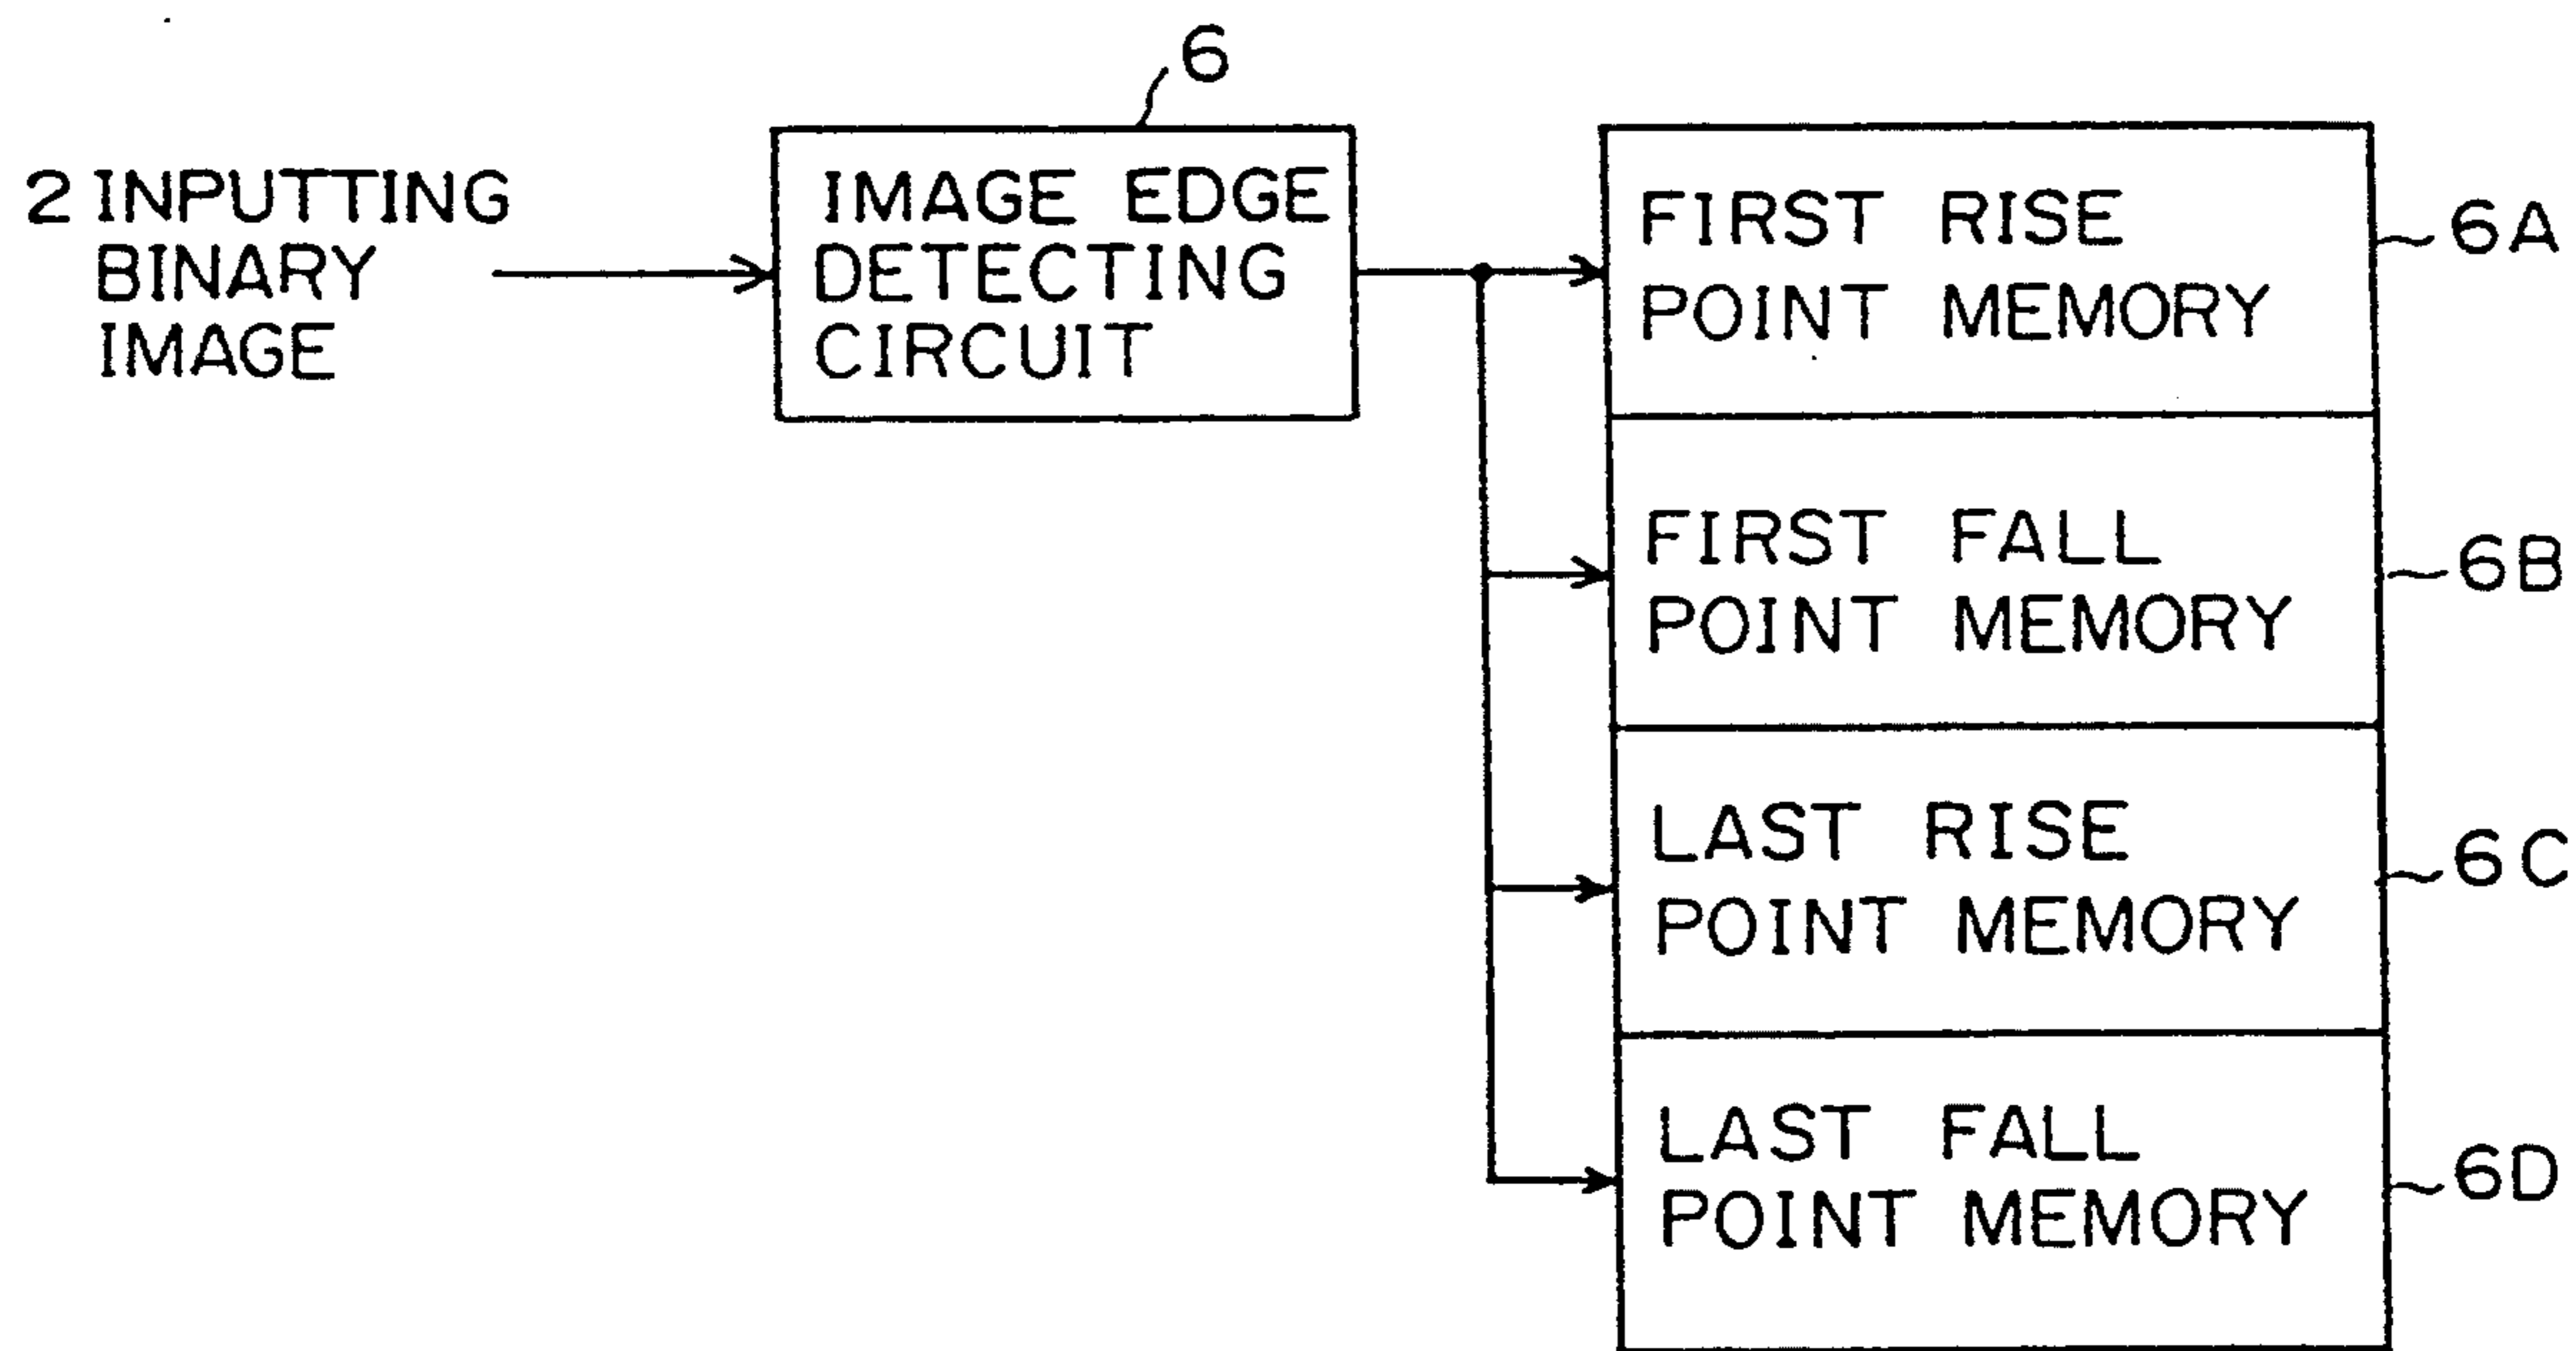 6
2 INPUTTING
BINARY
IMAGE
IMAGE EDGE
DETECTING
CIRCUIT
FIRST RISE
POINT MEMORY
6A
FIRST FALL
POINT MEMORY
6B
LAST RISE
POINT MEMORY
6C
LAST FALL
POINT MEMORY
6D